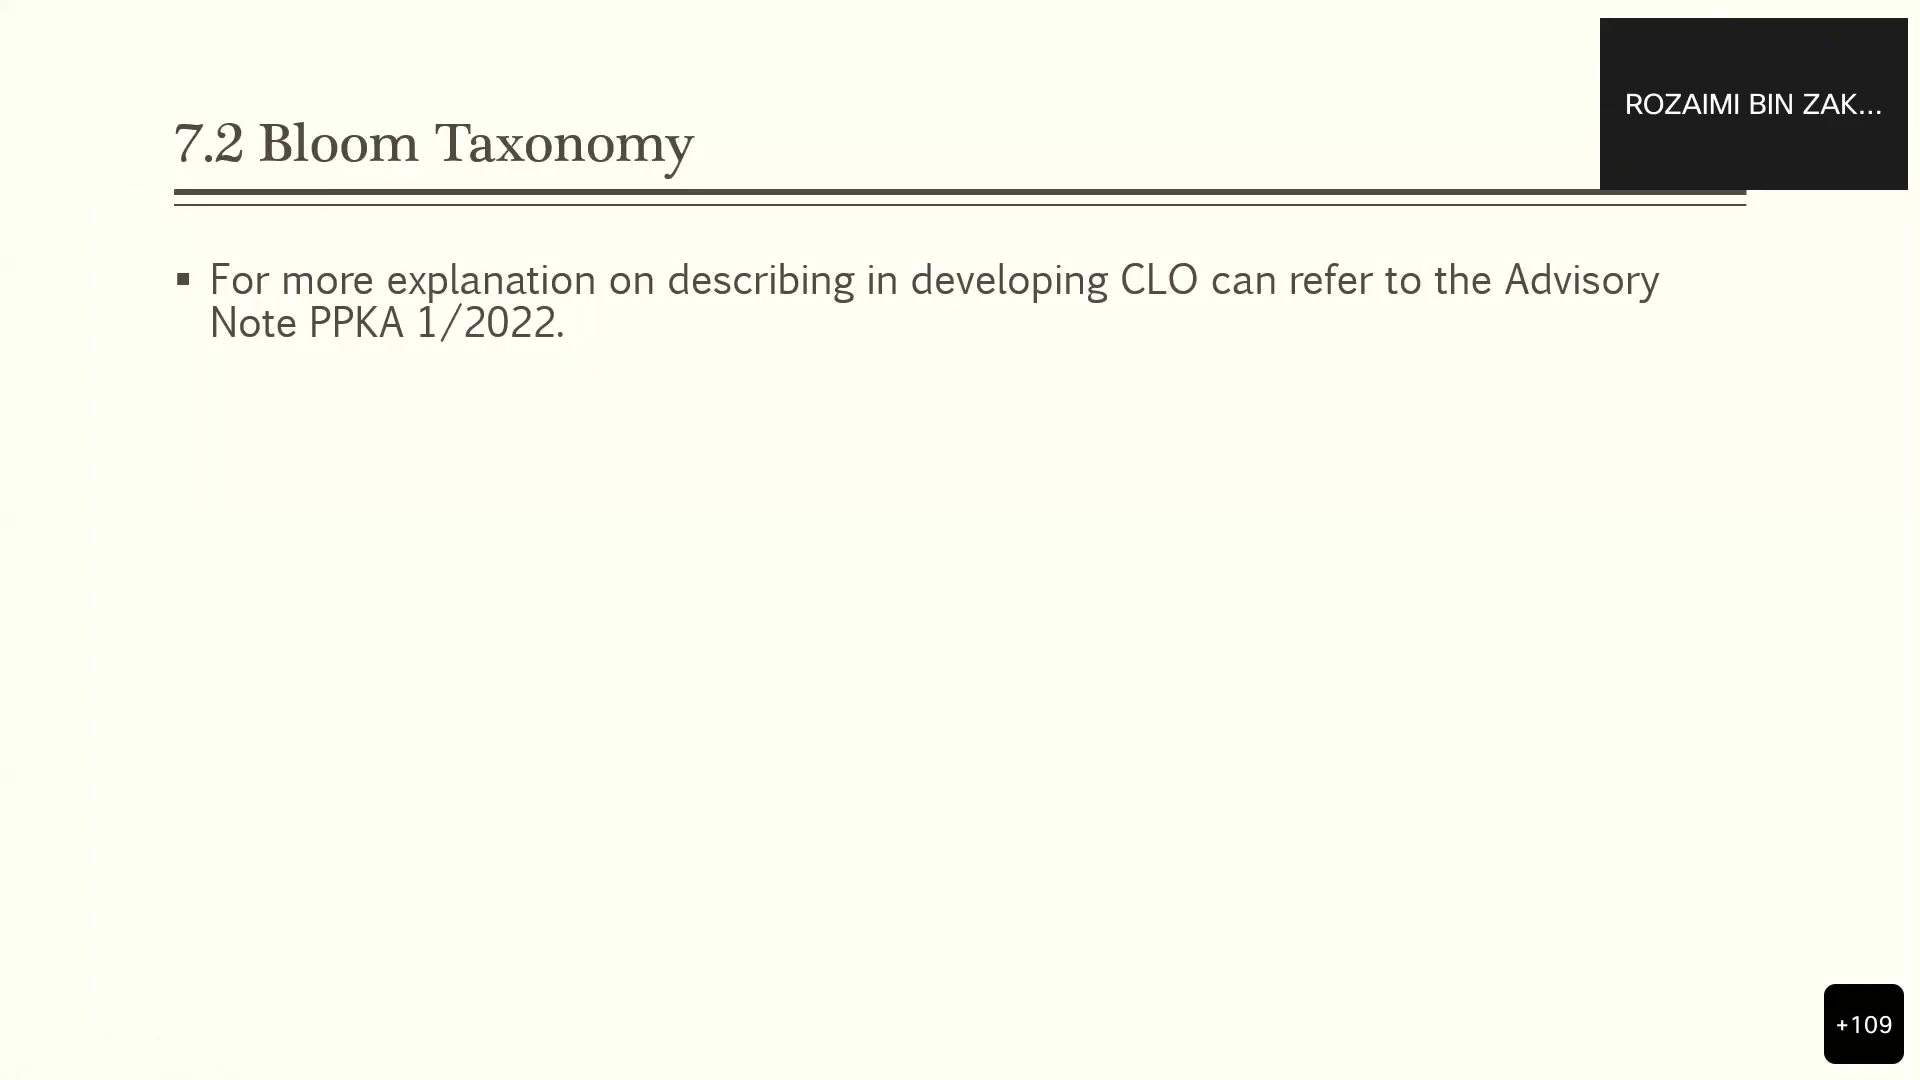 ROZAIMI BIN ZAK...
7.2 Bloom Taxonomy
▪ For more explanation on describing in developing CLO can refer to the Advisory
Note PPKA 1/2022.
+109